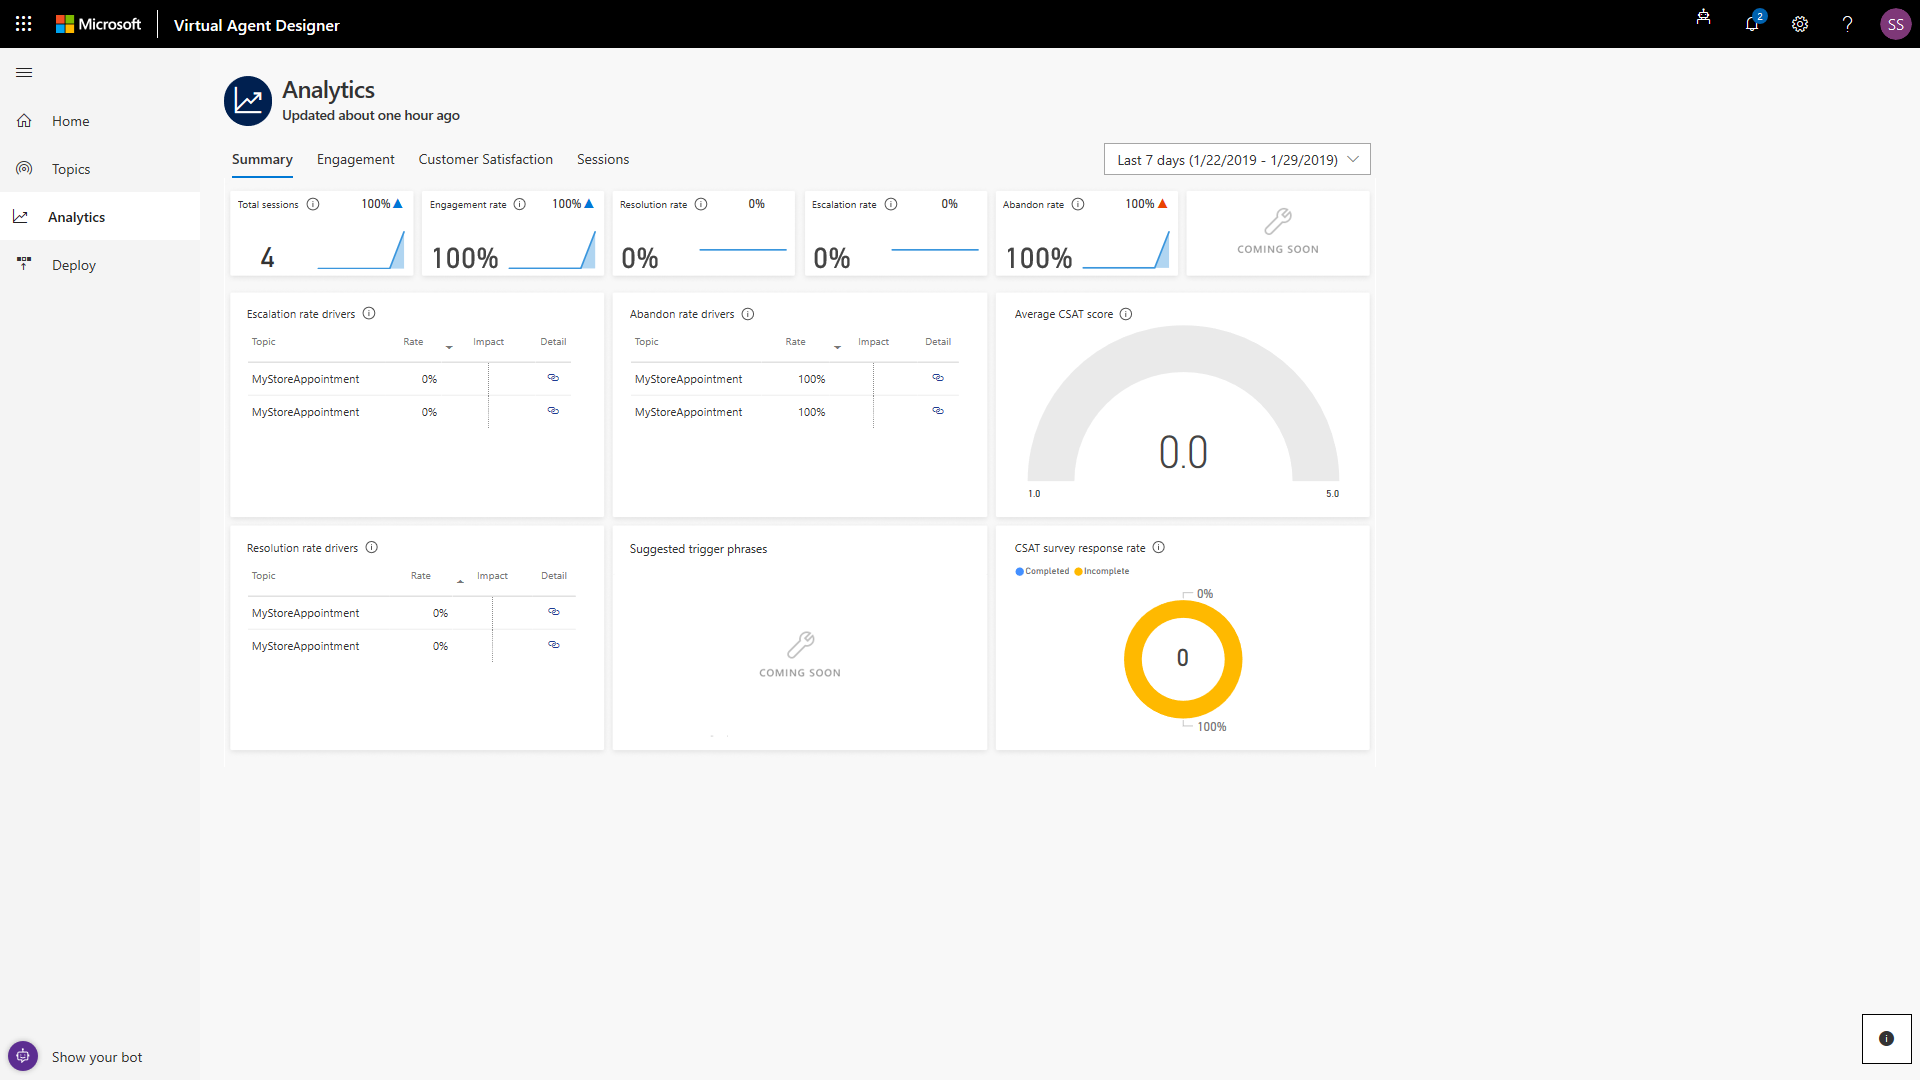 Microsoft
Virtual Agent Designer
2
SS
Home
Topics
Analytics
Deploy
Show your bot
Analytics
Updated about one hour ago
Summary
Engagement
Customer Satisfaction
Sessions
Last 7 days (1/22/2019 - 1/29/2019)
Total sessions
100%
4
Engagement rate
100%
100%
Resolution rate
0%
0%
Escalation rate
0%
0%
Abandon rate
100%
100%
COMING SOON
Escalation rate drivers
Topic Rate Impact Detail
MyStoreAppointment 0%
MyStoreAppointment 0%
Abandon rate drivers
Topic Rate Impact Detail
MyStoreAppointment 100%
MyStoreAppointment 100%
Average CSAT score
0.0
1.0
5.0
Resolution rate drivers
Topic Rate Impact Detail
MyStoreAppointment 0%
MyStoreAppointment 0%
Suggested trigger phrases
COMING SOON
CSAT survey response rate
Completed Incomplete
0%
0
100%